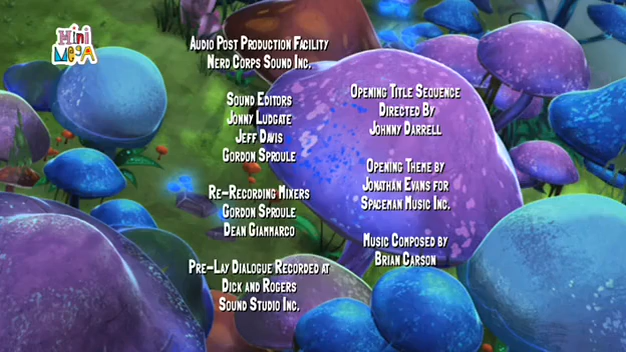 Mini
Mega
Audio Post Production Facility
Nerd Corps Sound Inc.
Sound Editors
Jonny Ludgate
Jeff Davis
Gordon Sproule
Re-Recording Mixers
Gordon Sproule
Dean Giammarco
Pre-Lay Dialogue Recorded at
Dick and Rogers
Sound Studio Inc.
Opening Title Sequence
Directed By
Johnny Darrell
Opening Theme by
Jonathan Evans for
Spaceman Music Inc.
Music Composed by
Brian Carson